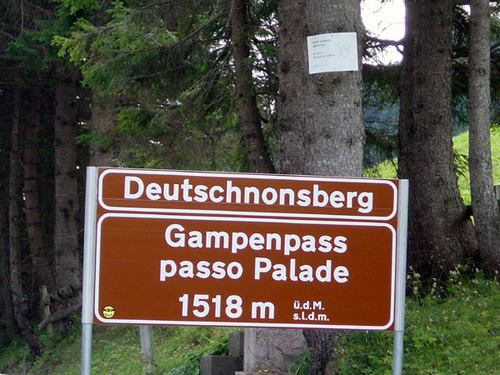 Deutschnonsberg
Gampenpass
passo Palade
1518 m
ü.d.M.
s.l.d.m.